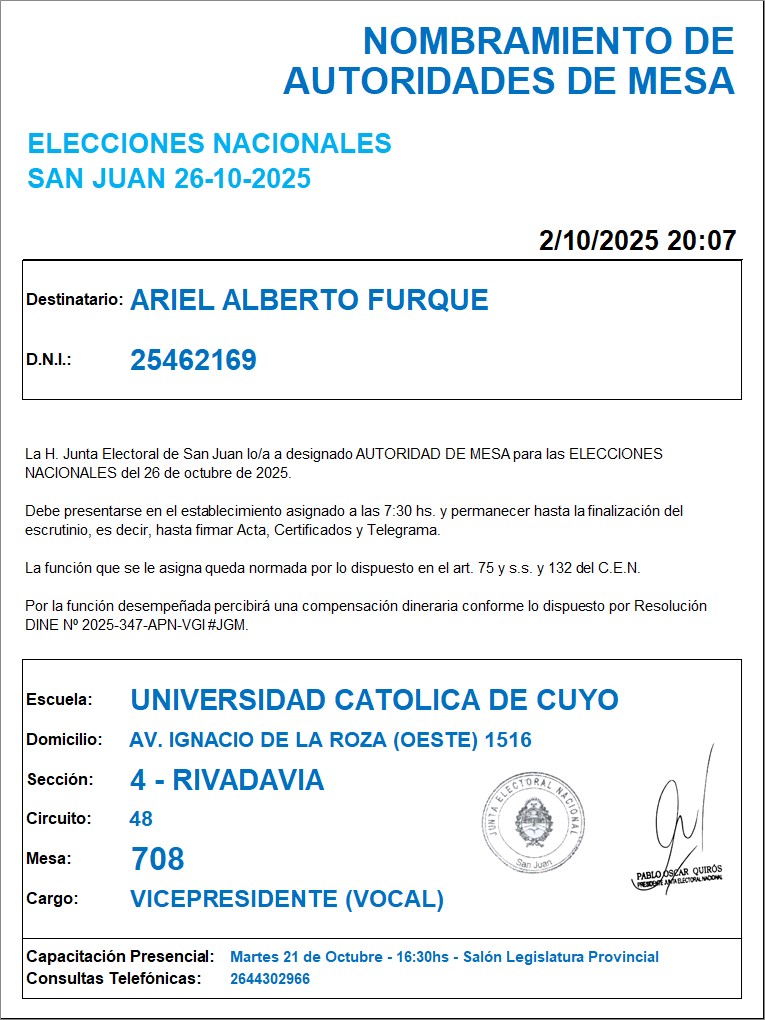 NOMBRAMIENTO DE
AUTORIDADES DE MESA
ELECCIONES NACIONALES
SAN JUAN 26-10-2025
2/10/2025 20:07
Destinatario: ARIEL ALBERTO FURQUE
D.N.I.: 25462169
La H. Junta Electoral de San Juan lo/a a designado AUTORIDAD DE MESA para las ELECCIONES
NACIONALES del 26 de octubre de 2025.
Debe presentarse en el establecimiento asignado a las 7:30 hs. y permanecer hasta la finalización del
escrutinio, es decir, hasta firmar Acta, Certificados y Telegrama.
La función que se le asigna queda normada por lo dispuesto en el art. 75 y s.s. y 132 del C.E.N.
Por la función desempeñada percibirá una compensación dineraria conforme lo dispuesto por Resolución
DINE Nº 2025-347-APN-VGI#JGM.
Escuela: UNIVERSIDAD CATOLICA DE CUYO
Domicilio: AV. IGNACIO DE LA ROZA (OESTE) 1516
Sección: 4 - RIVADAVIA
Circuito: 48
Mesa: 708
Cargo: VICEPRESIDENTE (VOCAL)
JUNTA ELECTORAL NACIONAL
San Juan
PABLO OSCAR QUIRÓS
PRESIDENTE JUNTA ELECTORAL NACIONAL
Capacitación Presencial: Martes 21 de Octubre - 16:30hs - Salón Legislatura Provincial
Consultas Telefónicas: 2644302966